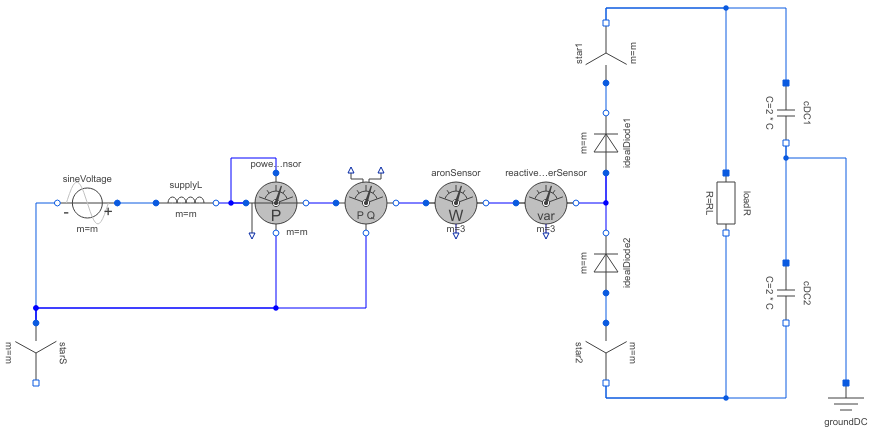 star1
m=m
C=2 * C
cDC1
m=m
idealDiode1
powe...nsor
aronSensor
reactive...erSensor
sineVoltage
supplyL
- +
P
P Q
W
var
R=RL
loadR
m=m
m=m
m=m
m=3
m=3
m=m
idealDiode2
C=2 * C
cDC2
m=m
starS
star2
m=m
groundDC